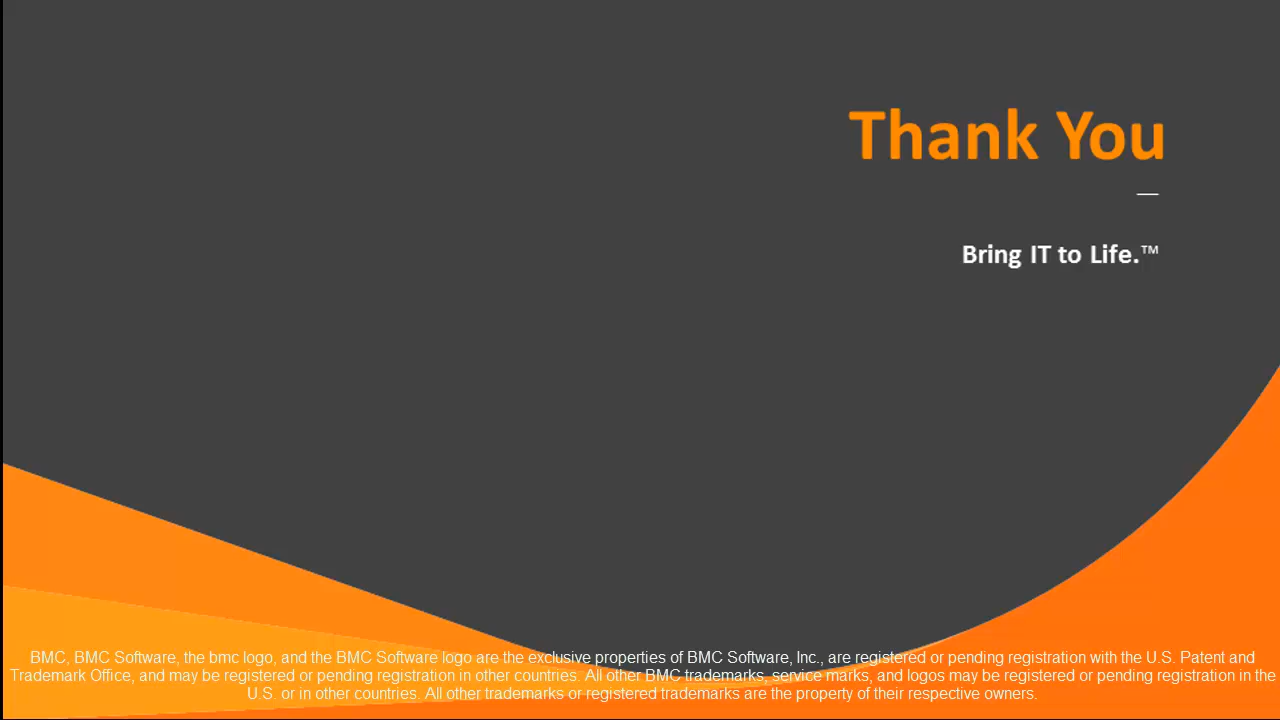 Thank You
—
Bring IT to Life.™
BMC, BMC Software, the bmc logo, and the BMC Software logo are the exclusive properties of BMC Software, Inc., are registered or pending registration with the U.S. Patent and
Trademark Office, and may be registered or pending registration in other countries. All other BMC trademarks, service marks, and logos may be registered or pending registration in the
U.S. or in other countries. All other trademarks or registered trademarks are the property of their respective owners.